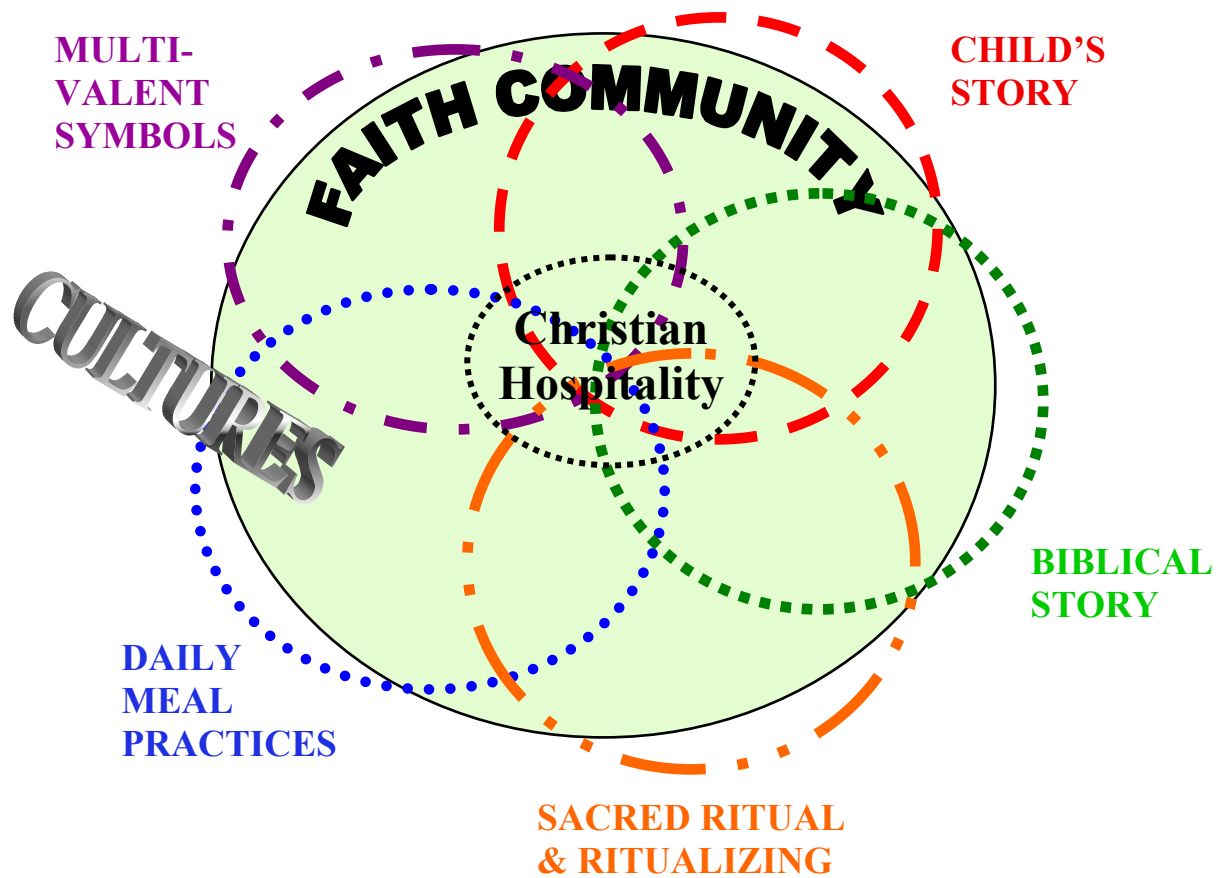 MULTI-
VALENT
SYMBOLS
CHILD'S
STORY
FAITH COMMUNITY
CULTURES
Christian
Hospitality
BIBLICAL
STORY
DAILY
MEAL
PRACTICES
SACRED RITUAL
& RITUALIZING